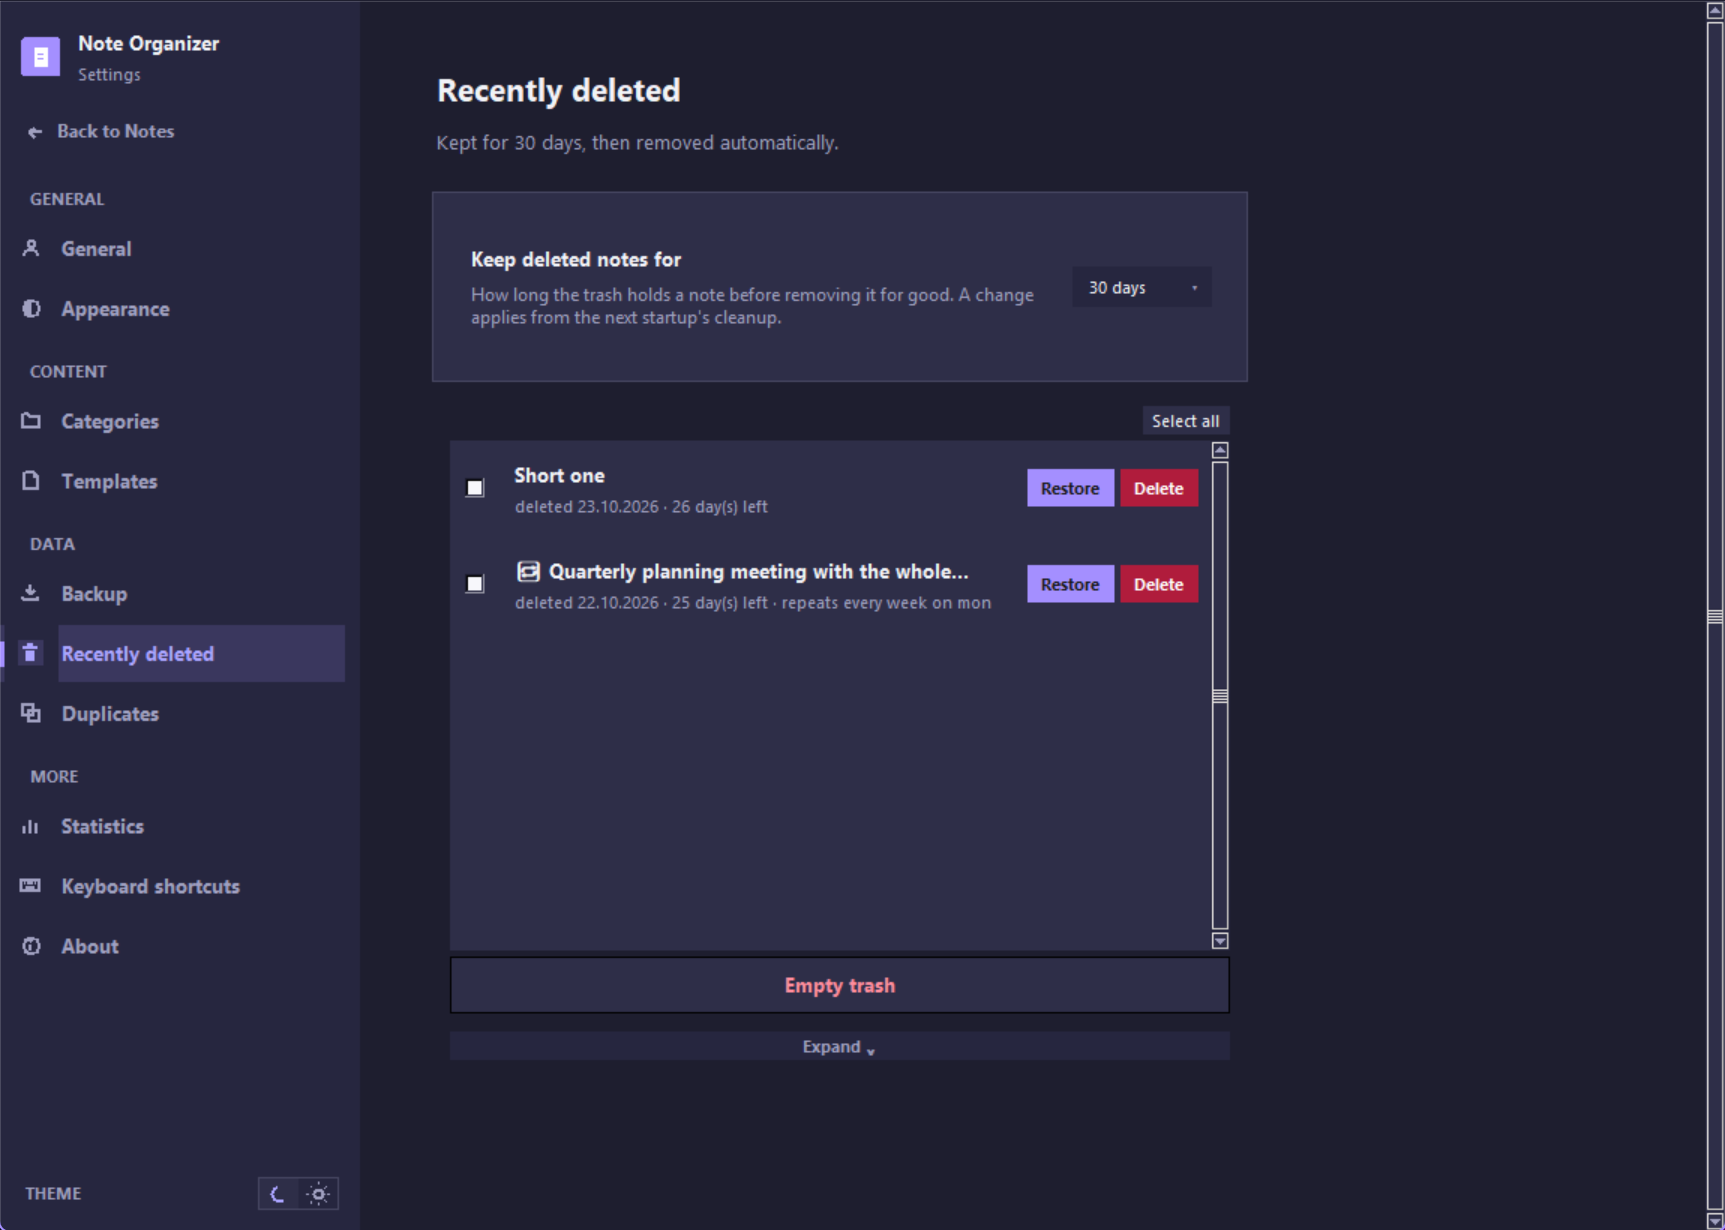 Note Organizer
Settings
Back to Notes
GENERAL
General
Appearance
CONTENT
Categories
Templates
DATA
Backup
Recently deleted
Duplicates
MORE
Statistics
Keyboard shortcuts
About
THEME
Recently deleted
Kept for 30 days, then removed automatically.
Keep deleted notes for
How long the trash holds a note before removing it for good. A change
applies from the next startup's cleanup.
30 days
Select all
Short one
deleted 23.10.2026 · 26 day(s) left
Restore
Delete
Quarterly planning meeting with the whole...
deleted 22.10.2026 · 25 day(s) left · repeats every week on mon
Restore
Delete
Empty trash
Expand